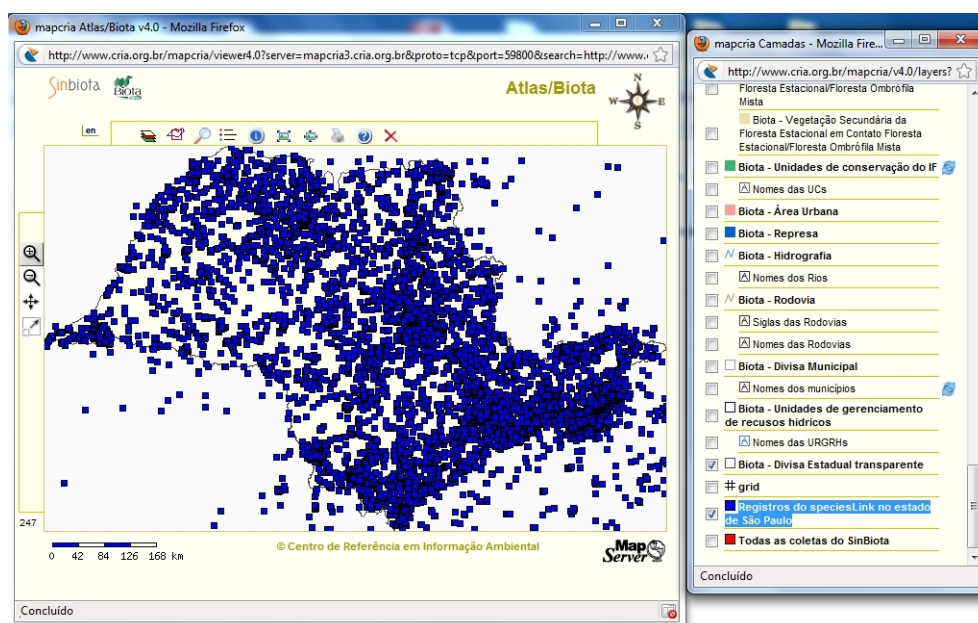 mapcria Atlas/Biota v4.0 - Mozilla Firefox
http://www.cria.org.br/mapcria/viewer4.0?server=mapcria3.cria.org.br&proto=tcp&port=59800&search=http://www.
Sinbiota
Biota
Atlas/Biota
N
W
E
S
en
247
0 42 84 126 168 km
© Centro de Referência em Informação Ambiental
Map
Server
Concluído
mapcria Camadas - Mozilla Fire...
http://www.cria.org.br/mapcria/v4.0/layers?
Floresta Estacional/Floresta Ombrófila
Mista
Biota - Vegetação Secundária da
Floresta Estacional em Contato Floresta
Estacional/Floresta Ombrófila Mista
Biota - Unidades de conservação do IF
Nomes das UCs
Biota - Área Urbana
Biota - Represa
Biota - Hidrografia
Nomes dos Rios
Biota - Rodovia
Siglas das Rodovias
Nomes das Rodovias
Biota - Divisa Municipal
Nomes dos municípios
Biota - Unidades de gerenciamento
de recusos hídricos
Nomes das URGRHs
Biota - Divisa Estadual transparente
grid
Registros do speciesLink no estado
de São Paulo
Todas as coletas do SinBiota
Concluído